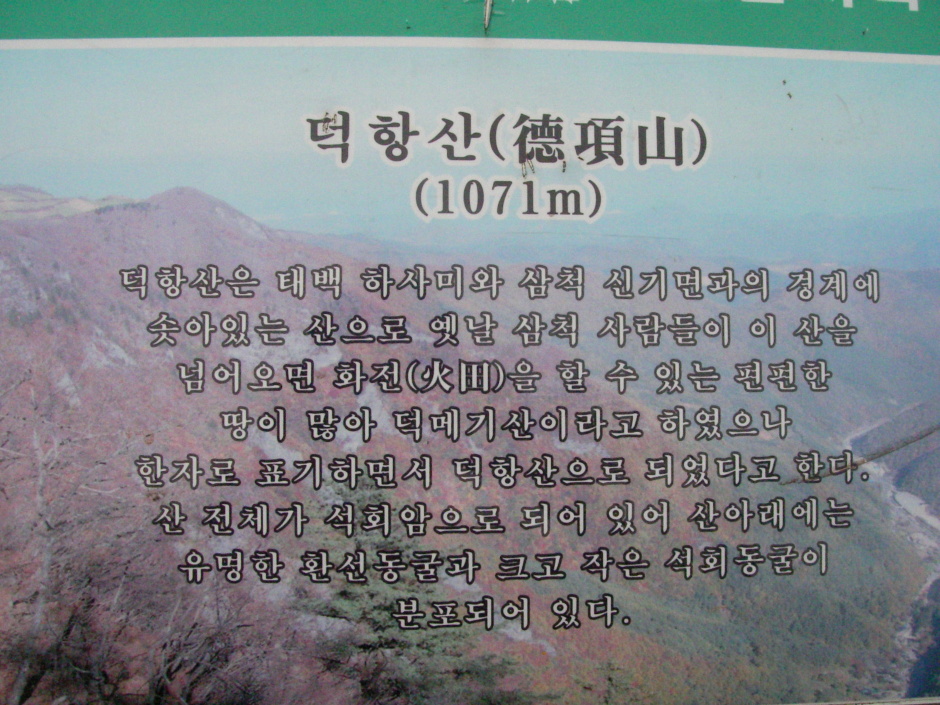 덕항산(德項山)
(1071m)
덕항산은 태백 하사미와 삼척 신기면과의 경계에
솟아있는 산으로 옛날 삼척 사람들이 이 산을
넘어오면 화전(火田)을 할 수 있는 편편한
땅이 많아 덕메기산이라고 하였으나
한자로 표기하면서 덕항산으로 되었다고 한다.
산 전체가 석회암으로 되어 있어 산아래에는
유명한 환선동굴과 크고 작은 석회동굴이
분포되어 있다.